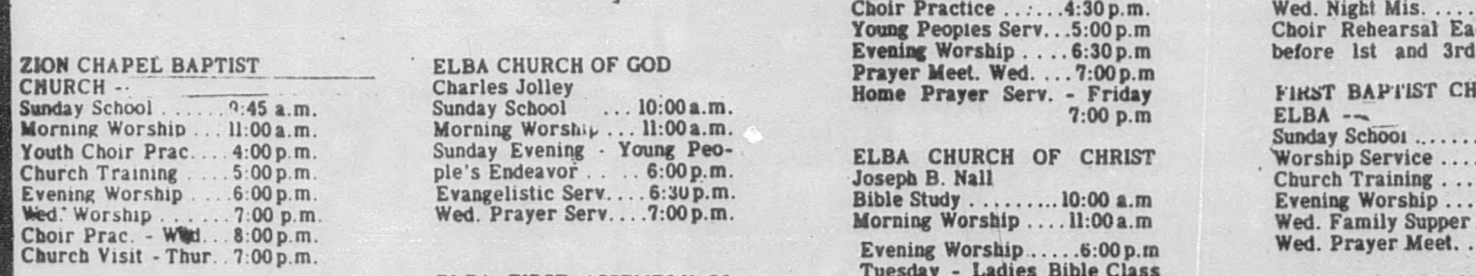 ZION CHAPEL BAPTIST
CHURCH --
Sunday School ...... 9:45 a.m.
Morning Worship ... 11:00 a.m.
Youth Choir Prac.... 4:00 p.m.
Church Training .... 5:00 p.m.
Evening Worship ....6:00 p.m.
Wed. Worship .......7:00 p.m.
Choir Prac. - Wed...8:00 p.m.
Church Visit - Thur..7:00 p.m.
ELBA CHURCH OF GOD
Charles Jolley
Sunday School ... 10:00 a.m.
Morning Worship ... 11:00 a.m.
Sunday Evening - Young Peo-
ple's Endeavor .. .. 6:00 p.m.
Evangelistic Serv.... 6:30 p.m.
Wed. Prayer Serv....7:00 p.m.
Choir Practice ......4:30 p.m.
Young Peoples Serv...5:00 p.m
Evening Worship .... 6:30 p.m
Prayer Meet. Wed. ...7:00 p.m
Home Prayer Serv. - Friday
7:00 p.m
ELBA CHURCH OF CHRIST
Joseph B. Nall
Bible Study .........10:00 a.m
Morning Worship ....11:00 a.m
Evening Worship.....6:00 p.m
Tuesday - Ladies Bible Class
Wed. Night Mis. ....
Choir Rehearsal
before 1st and 3rd
FIRST BAPTIST
ELBA --
Sunday School ......
Worship Service ....
Church Training ...
Evening Worship ...
Wed. Family Supper
Wed. Prayer Meet. .